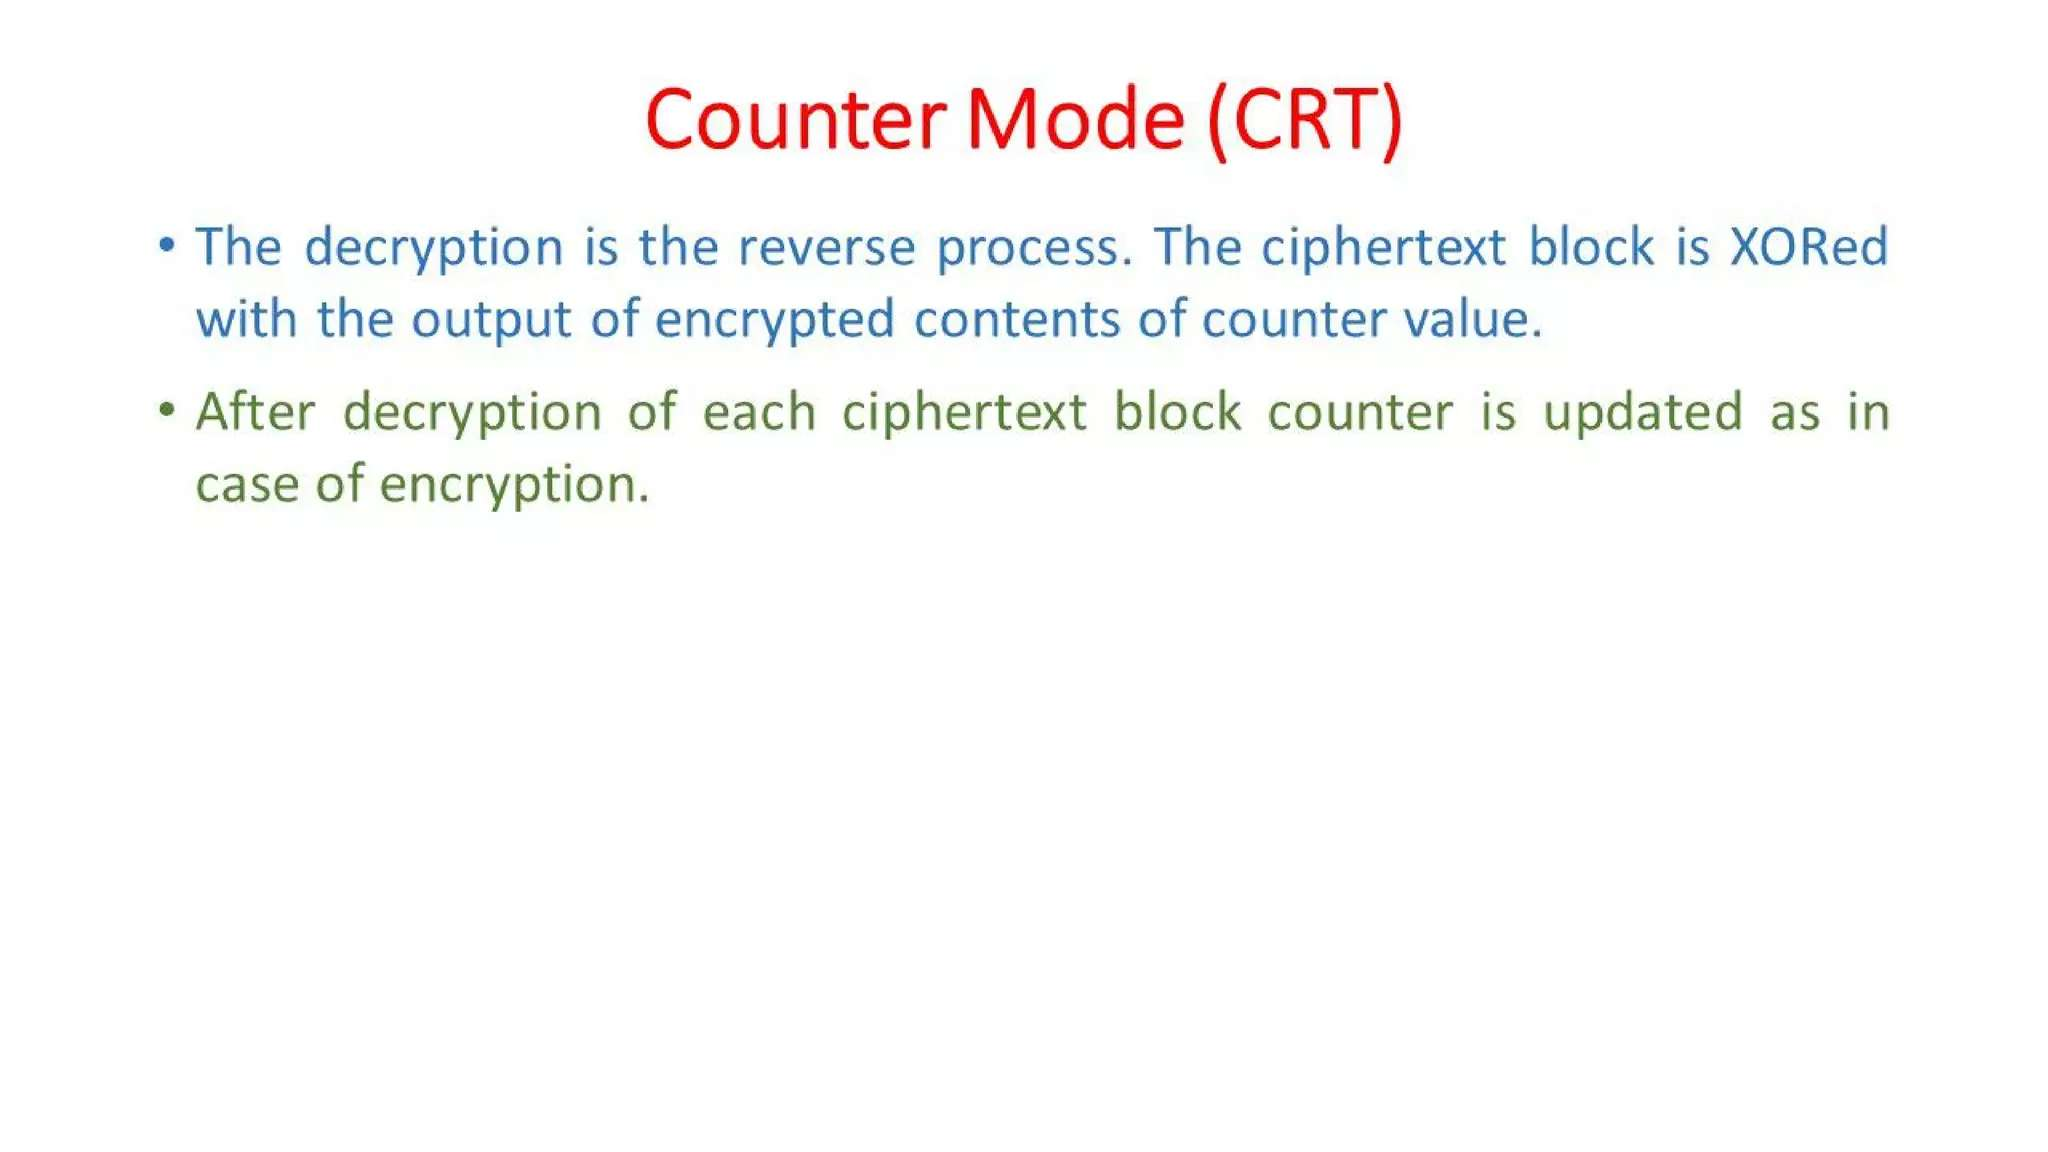 Counter Mode (CRT)
• The decryption is the reverse process. The ciphertext block is XORed
with the output of encrypted contents of counter value.
• After decryption of each ciphertext block counter is updated as in
case of encryption.